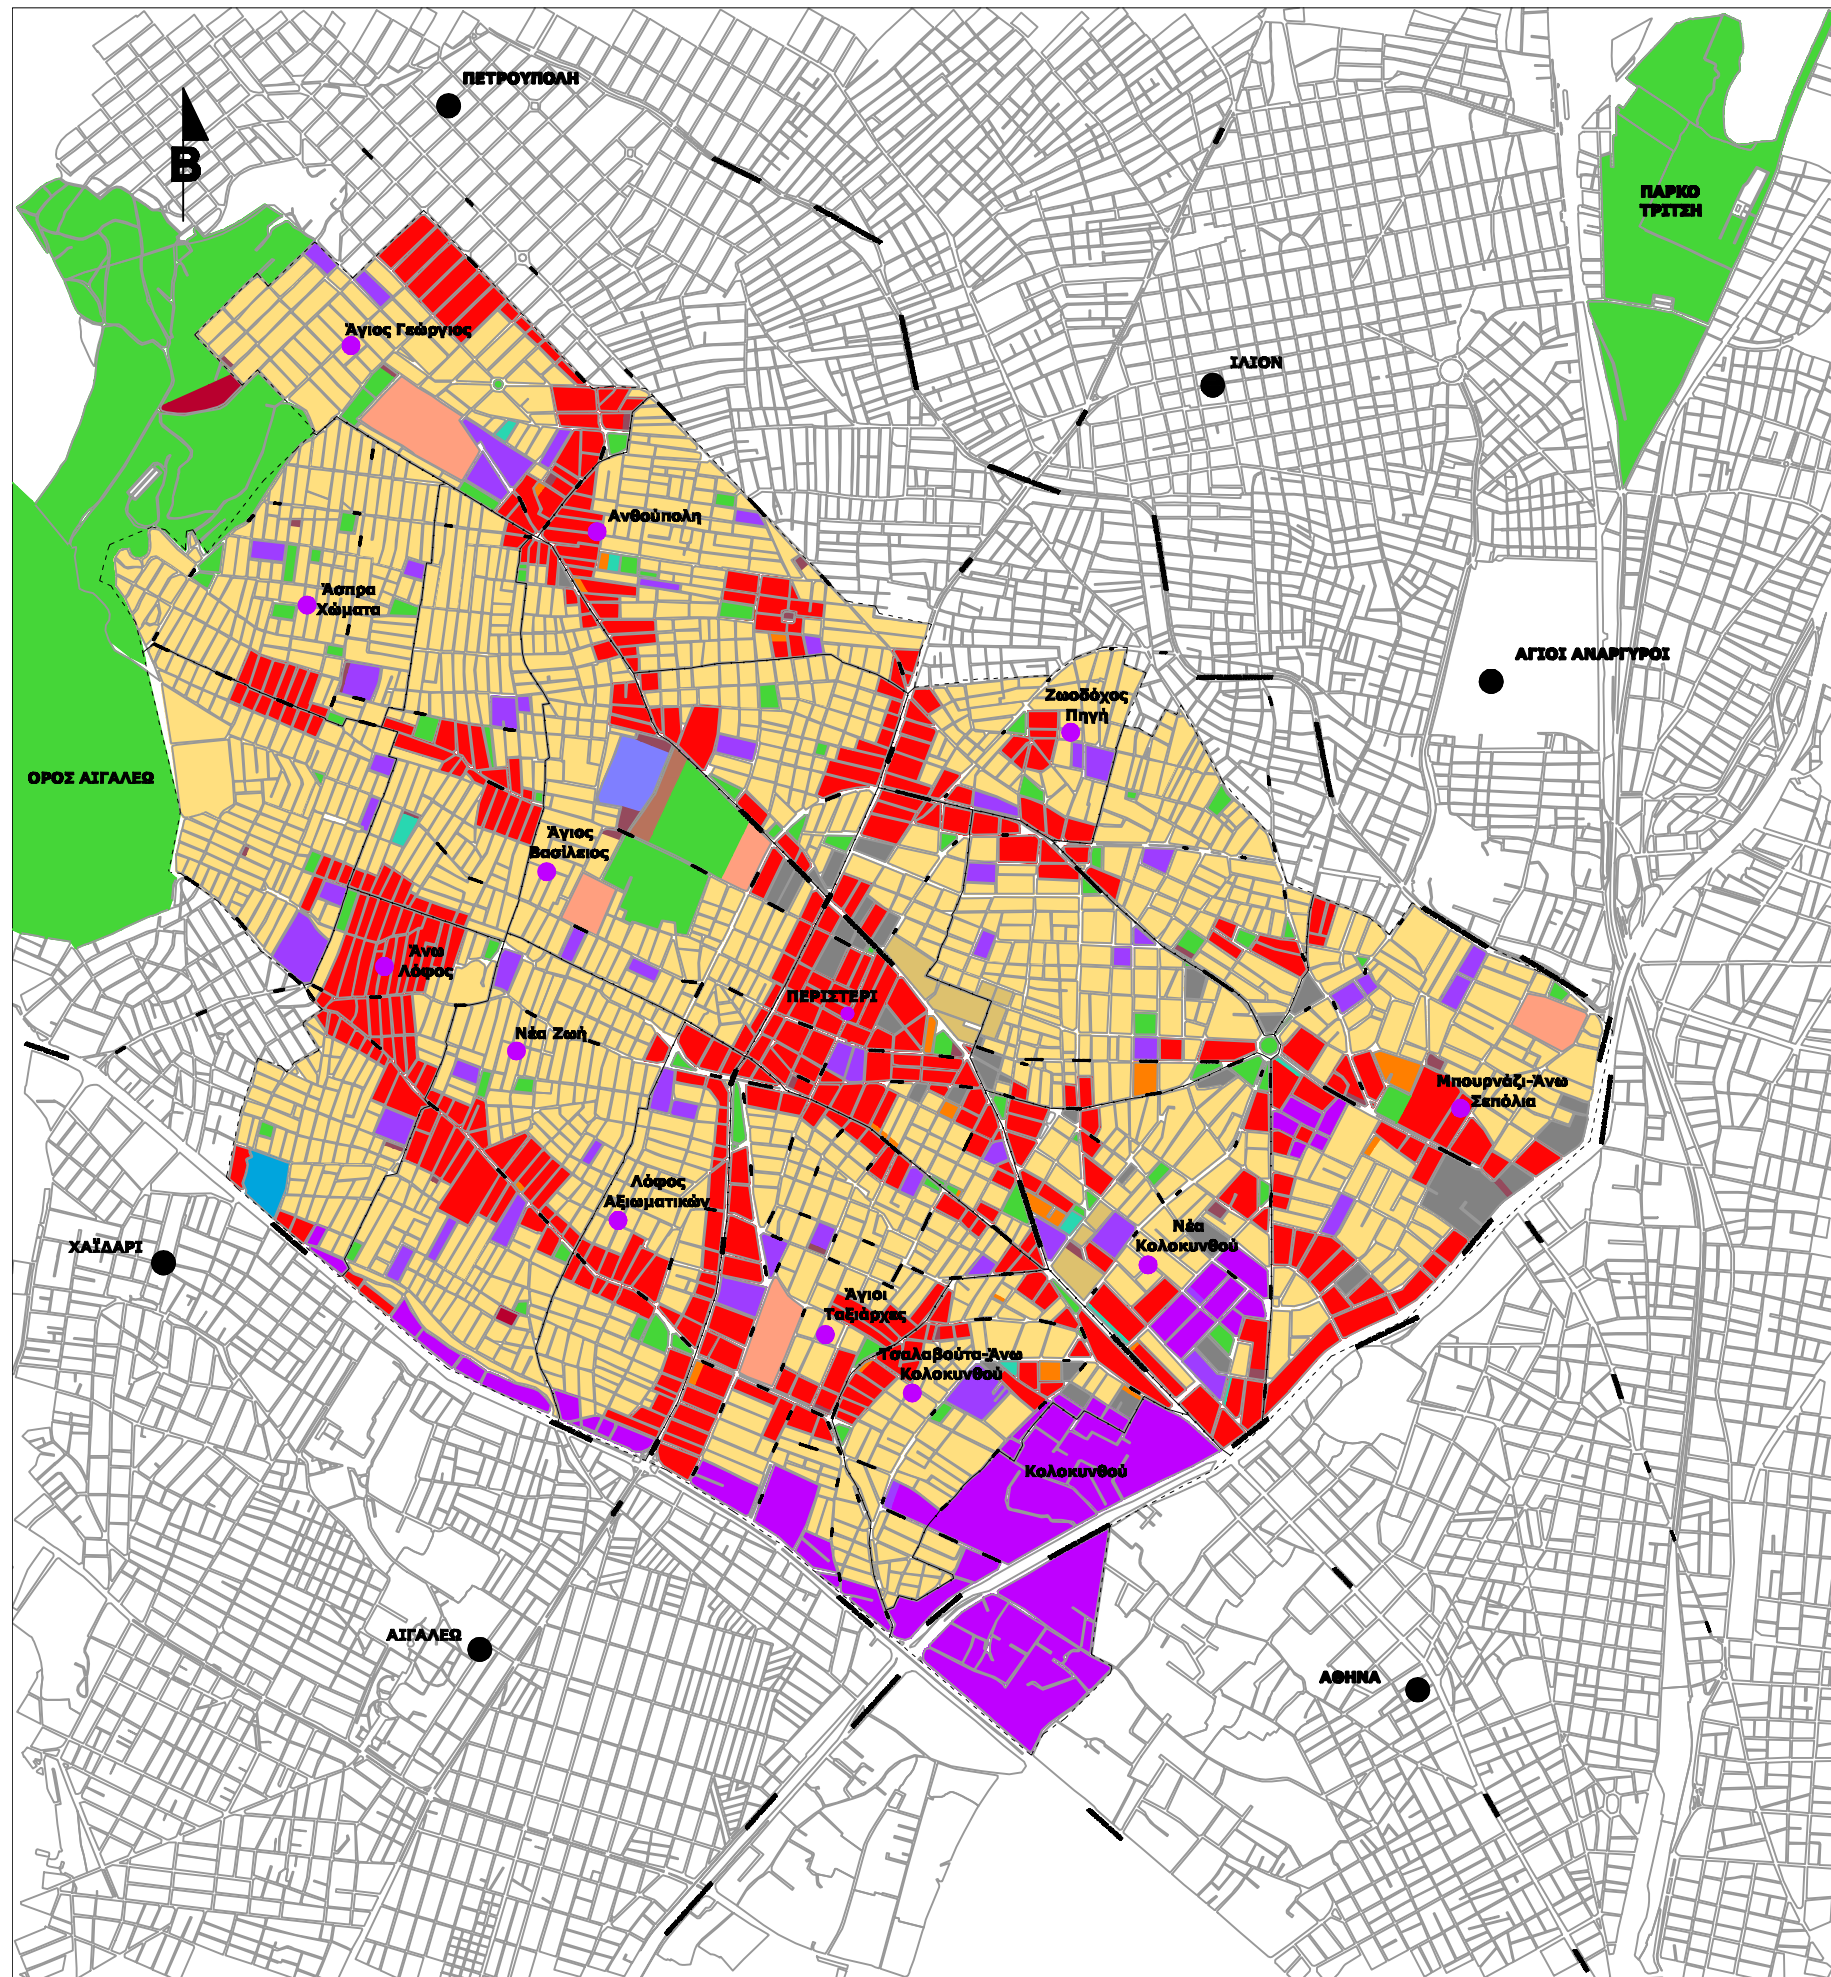 ΠΕΤΡΟΥΠΟΛΗ
Β
ΠΑΡΚΟ
ΤΡΙΤΣΗ
Άγιος Γεώργιος
ΙΛΙΟΝ
Ανθούπολη
Άσπρα
Χώματα
ΑΓΙΟΙ ΑΝΑΡΓΥΡΟΙ
Ζωοδόχος
Πηγή
ΟΡΟΣ ΑΙΓΑΛΕΩ
Άγιος
Βασίλειος
Άνω
Λόφος
ΠΕΡΙΣΤΕΡΙ
Νέα Ζωή
Μπουρνάζι-Άνω
Σεπόλια
Λόφος
Αξιωματικών
Νέα
Κολοκυνθού
ΧΑΪΔΑΡΙ
Άγιοι
Ταξιάρχες
Τσαλαβούτα-Άνω
Κολοκυνθού
Κολοκυνθού
ΑΙΓΑΛΕΩ
ΑΘΗΝΑ